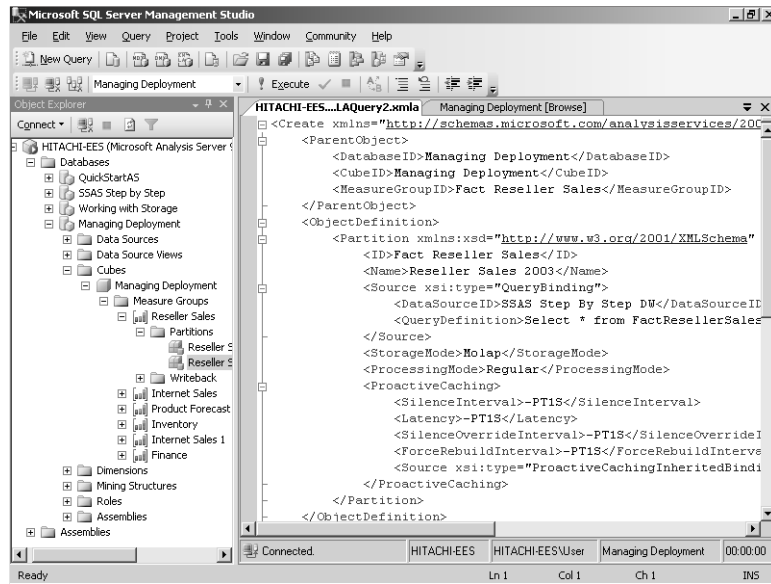 Microsoft SQL Server Management Studio
File Edit View Query Project Tools Window Community Help
New Query
Managing Deployment
Execute
Object Explorer
Connect
HITACHI-EES (Microsoft Analysis Server
Databases
QuickStartAS
SSAS Step by Step
Working with Storage
Managing Deployment
Data Sources
Data Source Views
Cubes
Managing Deployment
Measure Groups
Reseller Sales
Partitions
Reseller S
Reseller S
Writeback
Internet Sales
Product Forecast
Inventory
Internet Sales 1
Finance
Dimensions
Mining Structures
Roles
Assemblies
Assemblies
HITACHI-EES....LAQuery2.xmla Managing Deployment [Browse]
<Create xmlns="http://schemas.microsoft.com/analysisservices/200
<ParentObject>
<DatabaseID>Managing Deployment</DatabaseID>
<CubeID>Managing Deployment</CubeID>
<MeasureGroupID>Fact Reseller Sales</MeasureGroupID>
</ParentObject>
<ObjectDefinition>
<Partition xmlns:xsd="http://www.w3.org/2001/XMLSchema"
<ID>Fact Reseller Sales</ID>
<Name>Reseller Sales 2003</Name>
<Source xsi:type="QueryBinding">
<DataSourceID>SSAS Step By Step DW</DataSourceID
<QueryDefinition>Select * from FactResellerSales
</Source>
<StorageMode>Molap</StorageMode>
<ProcessingMode>Regular</ProcessingMode>
<ProactiveCaching>
<SilenceInterval>-PT1S</SilenceInterval>
<Latency>-PT1S</Latency>
<SilenceOverrideInterval>-PT1S</SilenceOverrideI
<ForceRebuildInterval>-PT1S</ForceRebuildInterva
<Source xsi:type="ProactiveCachingInheritedBindi
</ProactiveCaching>
</Partition>
</ObjectDefinition>
Connected. HITACHI-EES HITACHI-EES\User Managing Deployment 00:00:00
Ready Ln 1 Col 1 Ch 1 INS